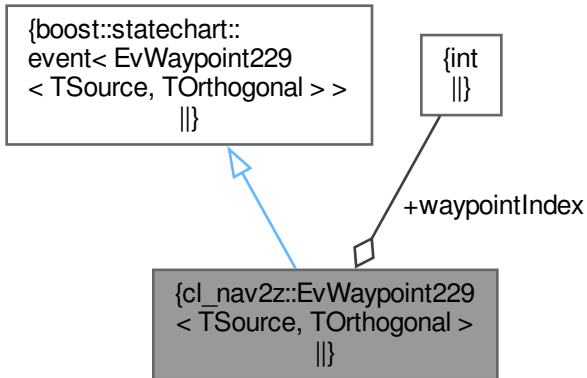 {boost::statechart::
event< EvWaypoint229
< TSource, TOrthogonal > >
||}
{int
||}
+waypointIndex
{cl_nav2z::EvWaypoint229
< TSource, TOrthogonal >
||}